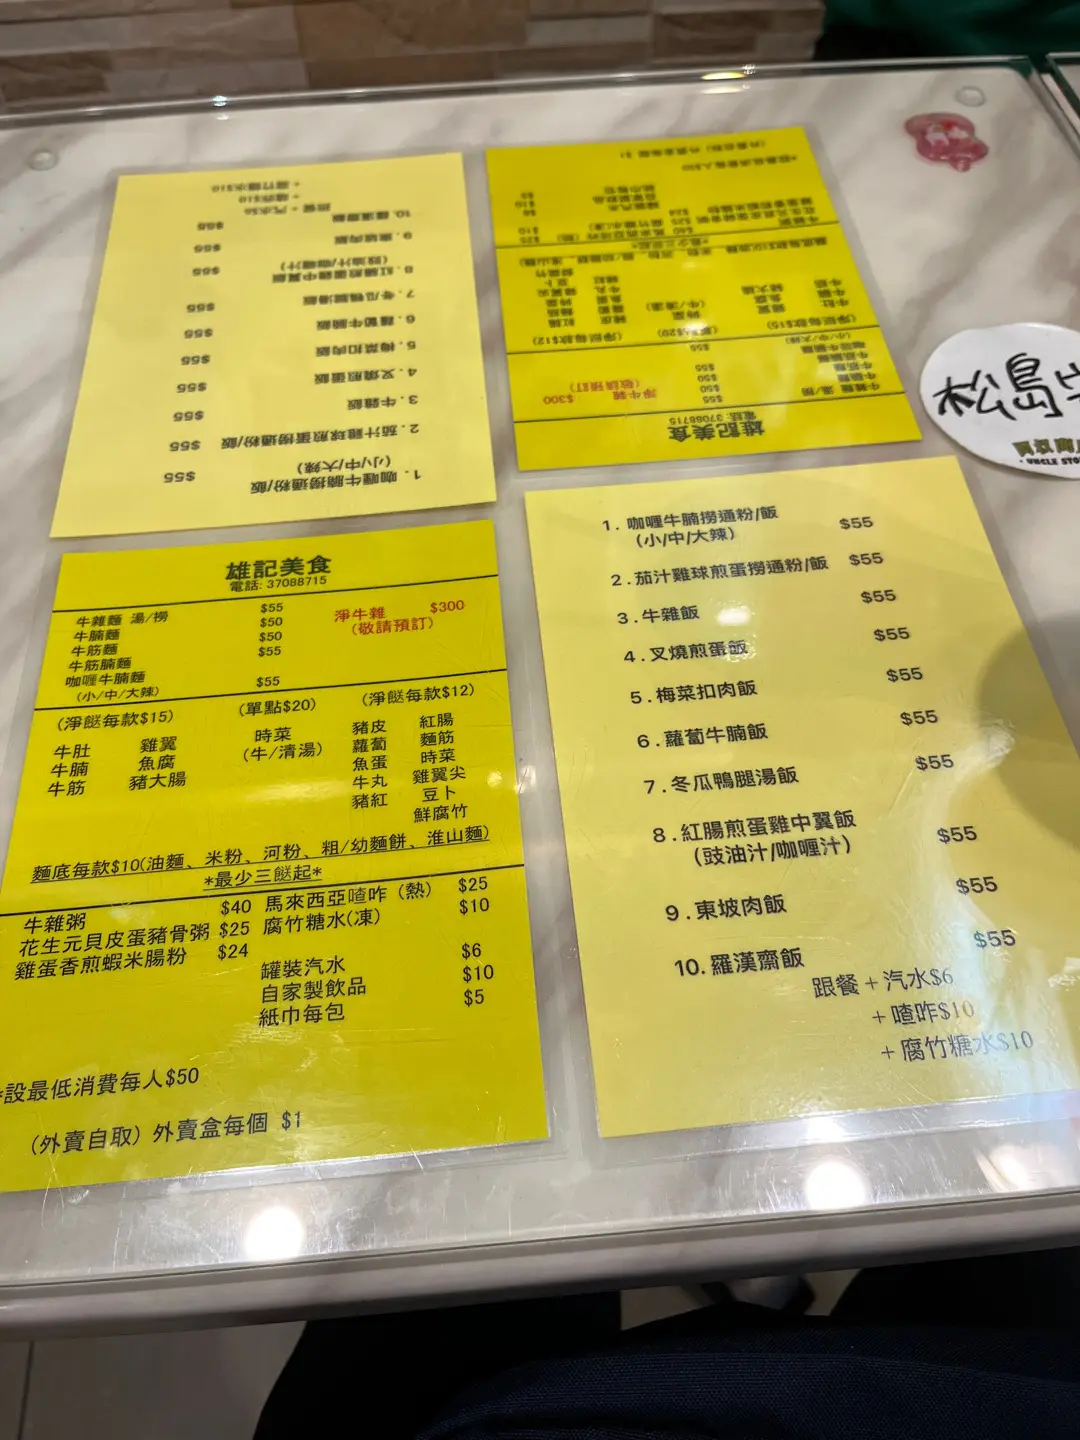 雄記美食
電話: 37088715
牛雜麵 湯/撈 $55
牛腩麵 $50
牛筋麵 $50
牛筋腩麵 $55
咖喱牛腩麵 $55
(小/中/大辣)
淨牛雜 $300
(敬請預訂)
(淨餸每款$15)
牛肚 雞翼
牛腩 魚腐
牛筋 豬大腸
(單點$20)
時菜
(牛/清湯)
(淨餸每款$12)
豬皮 紅腸
蘿蔔 麵筋
魚蛋 時菜
牛丸 雞翼尖
豬紅 豆卜
鮮腐竹
麵底每款$10(油麵、米粉、河粉、粗/幼麵餅、淮山麵)
*最少三餸起*
牛雜粥 $40
花生元貝皮蛋豬骨粥 $25
雞蛋香煎蝦米腸粉 $24
馬來西亞喳咋（熱） $25
腐竹糖水(凍) $10
罐裝汽水 $6
自家製飲品 $10
紙巾每包 $5
*設最低消費每人$50
(外賣自取) 外賣盒每個 $1
1. 咖喱牛腩撈通粉/飯 $55
(小/中/大辣)
2.茄汁雞球煎蛋撈通粉/飯 $55
3.牛雜飯 $55
4.叉燒煎蛋飯 $55
5.梅菜扣肉飯 $55
6.蘿蔔牛腩飯 $55
7.冬瓜鴨腿湯飯 $55
8.紅腸煎蛋雞中翼飯 $55
(豉油汁/咖喱汁)
9.東坡肉飯 $55
10.羅漢齋飯 $55
跟餐 + 汽水$6
+ 喳咋$10
+ 腐竹糖水$10
松島
UNCLE STO